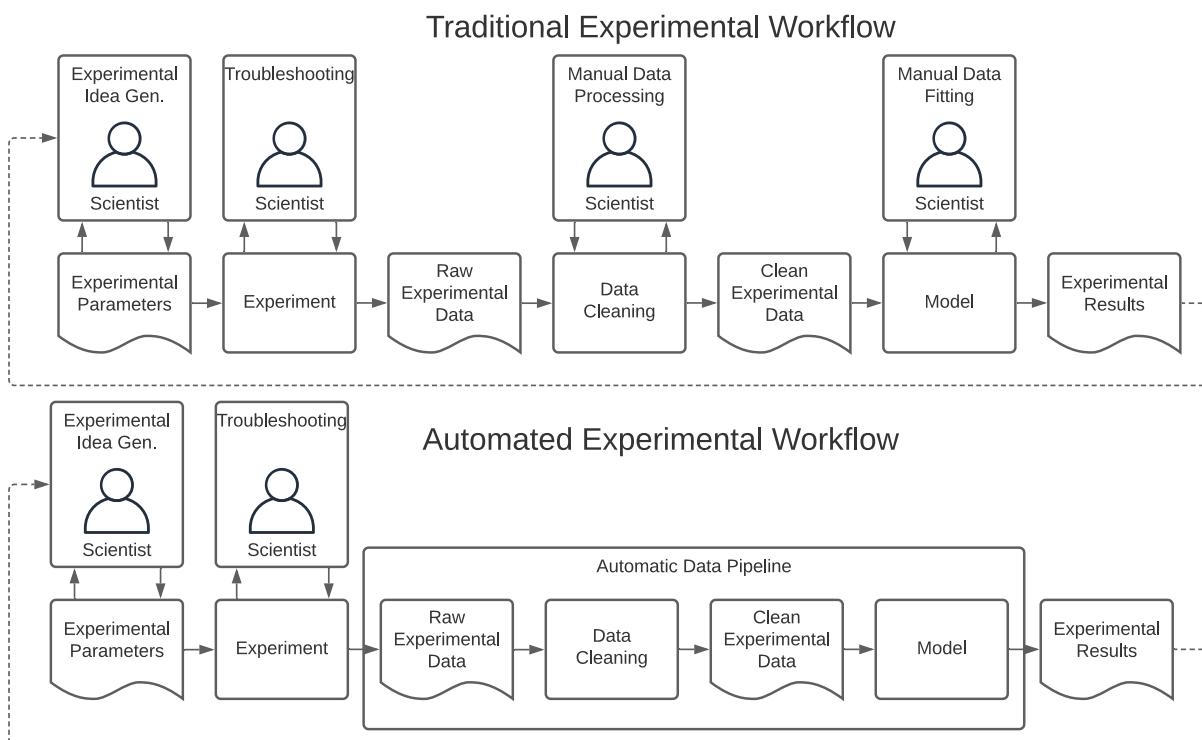 Traditional Experimental Workflow
Experimental
Idea Gen.
Scientist
Troubleshooting
Scientist
Manual Data
Processing
Scientist
Manual Data
Fitting
Scientist
Experimental
Parameters
Experiment
Raw
Experimental
Data
Data
Cleaning
Clean
Experimental
Data
Model
Experimental
Results
Automated Experimental Workflow
Experimental
Idea Gen.
Scientist
Troubleshooting
Scientist
Automatic Data Pipeline
Experimental
Parameters
Experiment
Raw
Experimental
Data
Data
Cleaning
Clean
Experimental
Data
Model
Experimental
Results